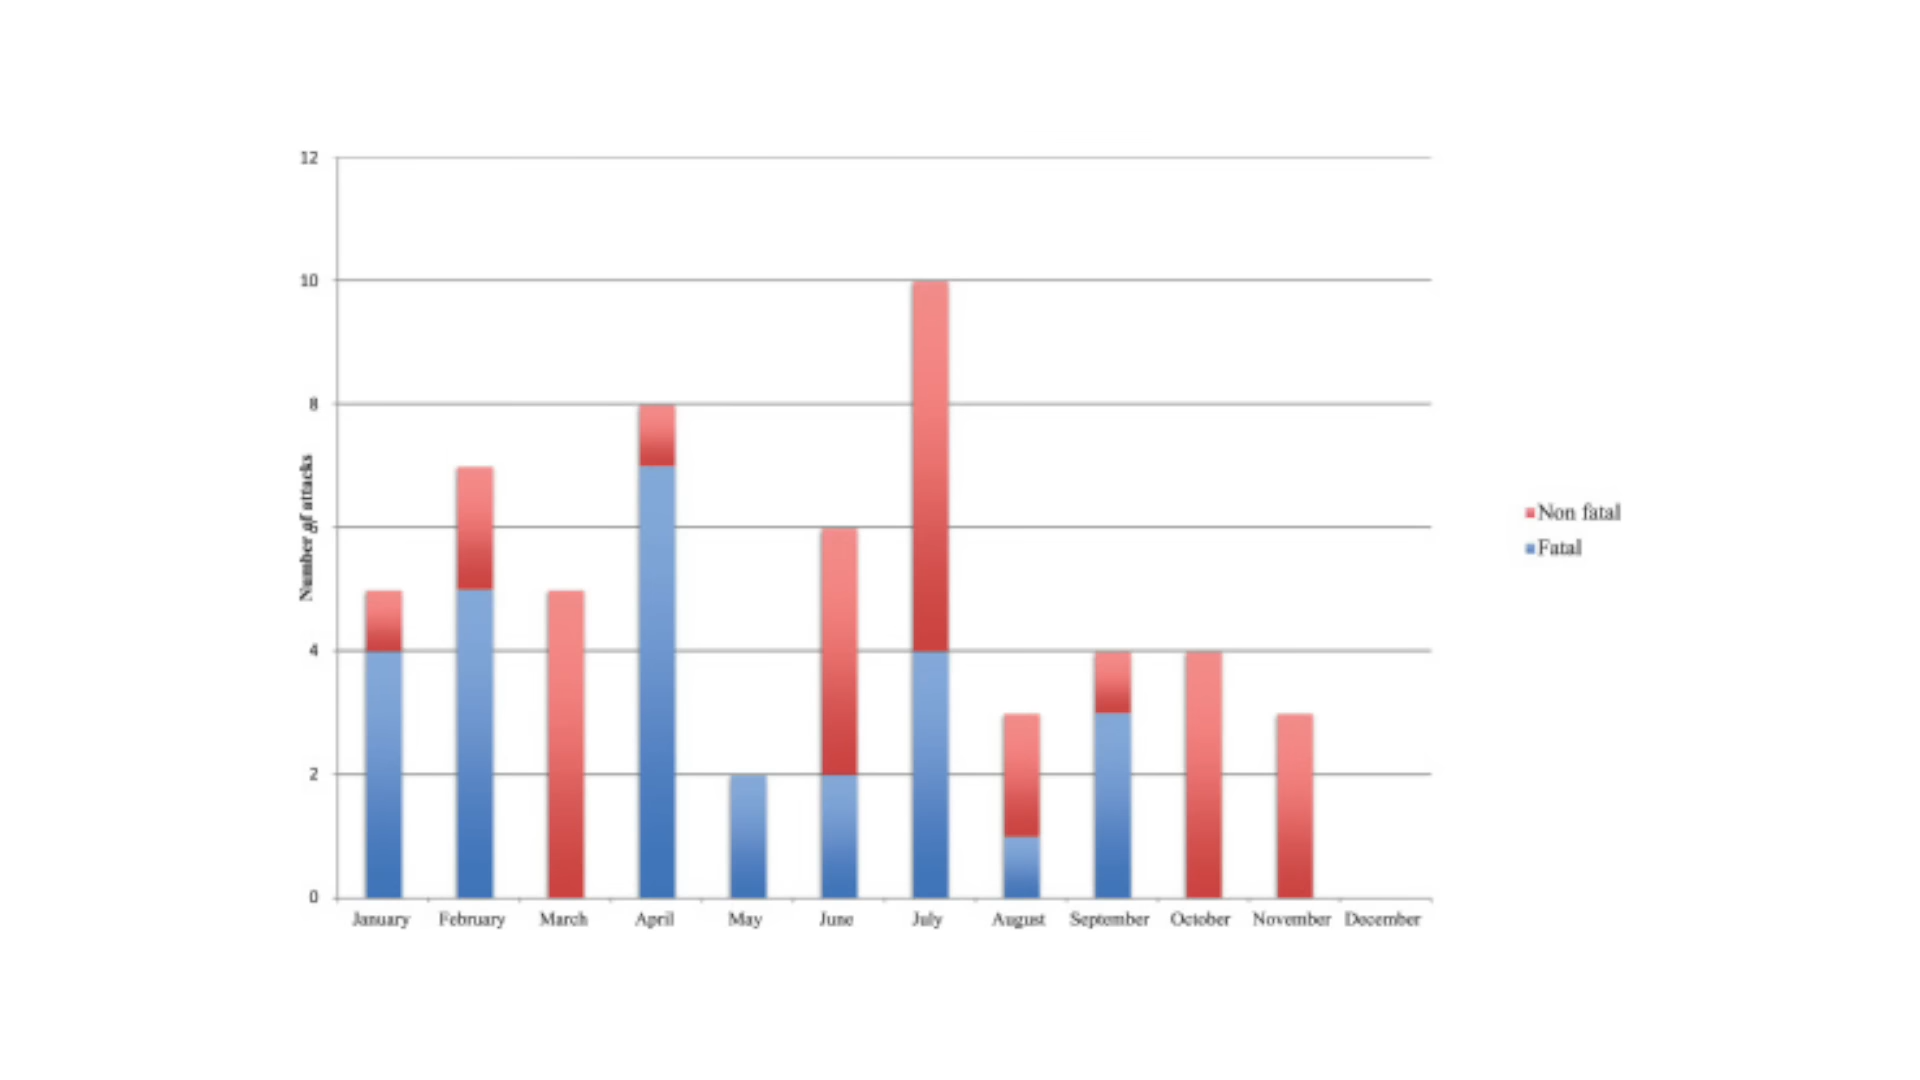 12
10
8
6
4
2
0
Number of attacks
January February March April May June July August September October November December
Non fatal
Fatal